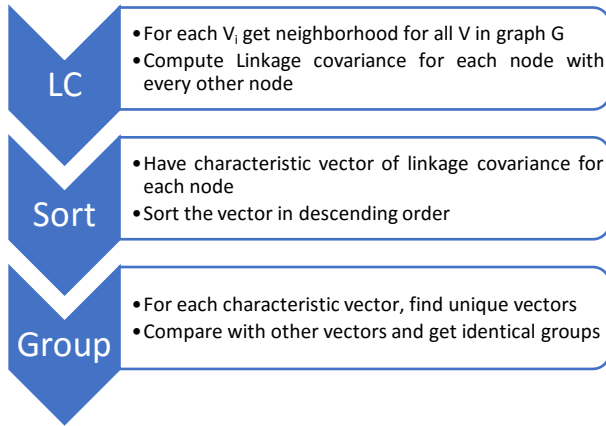 LC
•For each Vi get neighborhood for all V in graph G
•Compute Linkage covariance for each node with
every other node
Sort
•Have characteristic vector of linkage covariance for
each node
•Sort the vector in descending order
Group
•For each characteristic vector, find unique vectors
•Compare with other vectors and get identical groups